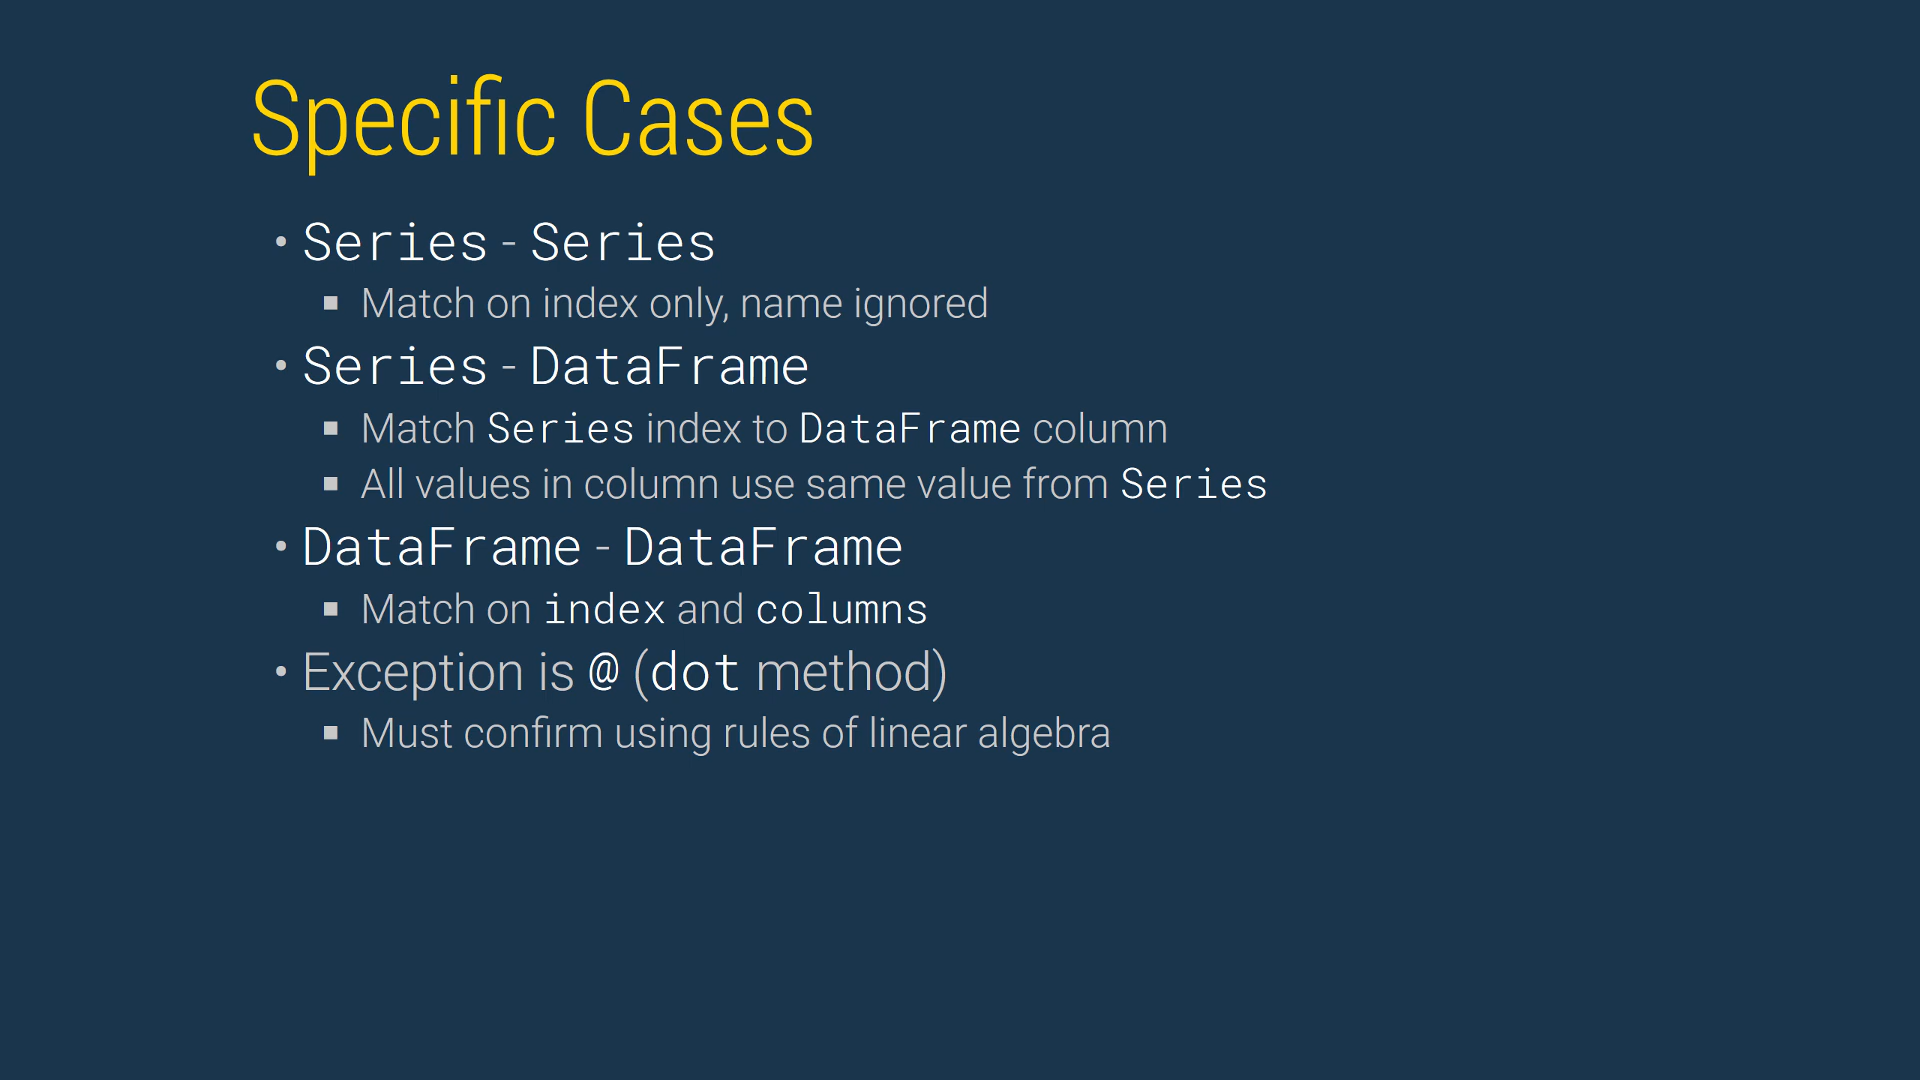 Specific Cases
• Series - Series
▪ Match on index only, name ignored
• Series - DataFrame
▪ Match Series index to DataFrame column
▪ All values in column use same value from Series
• DataFrame - DataFrame
▪ Match on index and columns
• Exception is @ (dot method)
▪ Must confirm using rules of linear algebra